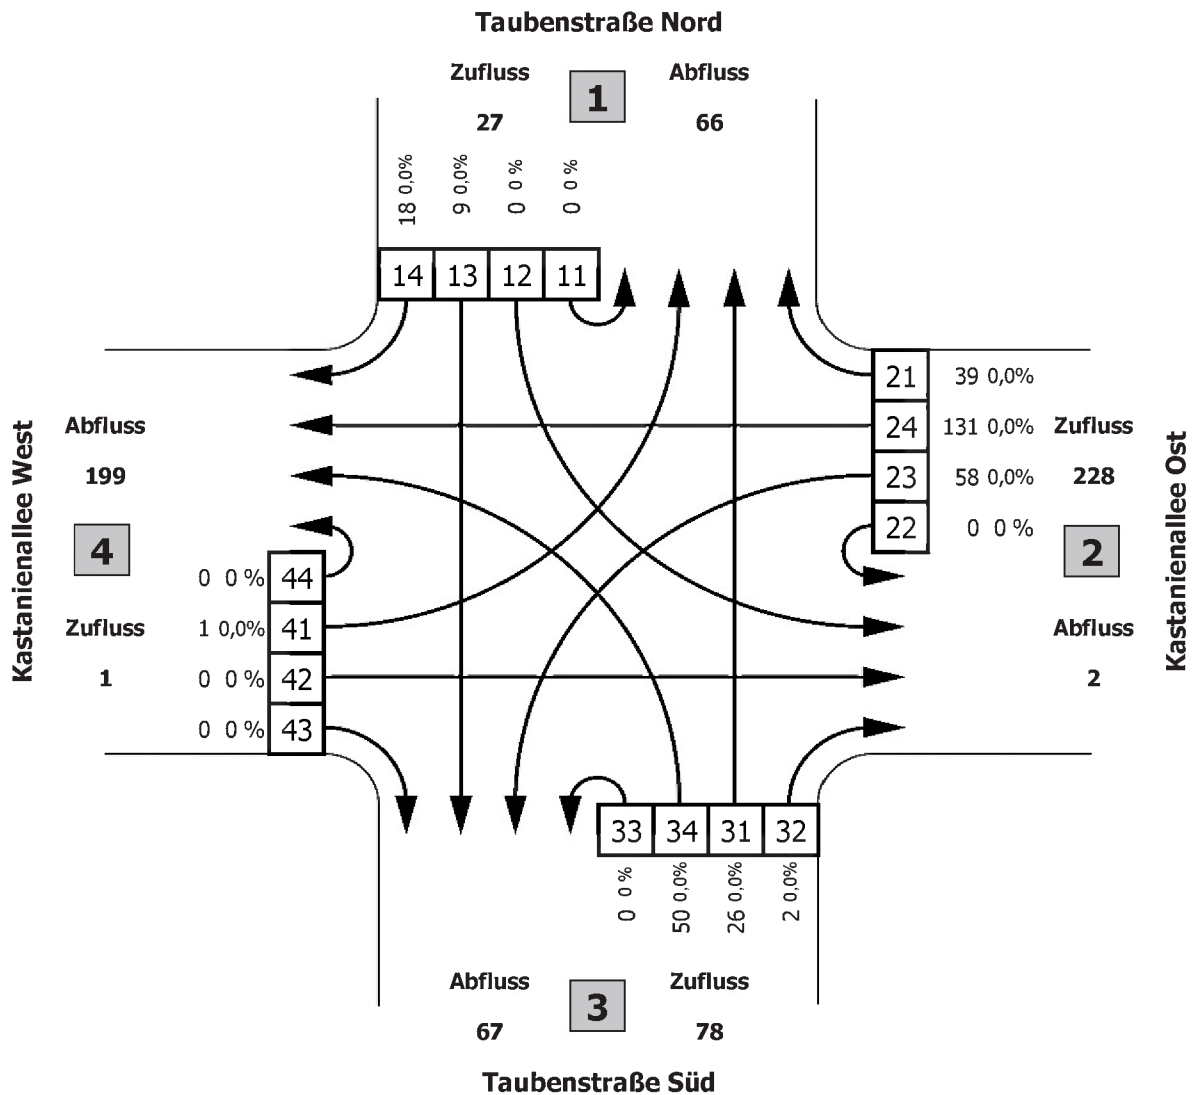 Taubenstraße Nord
Zufluss
1
Abfluss
27
66
18 0,0%
9 0,0%
0 0 %
0 0 %
14
13
12
11
21
39 0,0%
24
131 0,0%
23
58 0,0%
22
0 0 %
Zufluss
228
2
Abfluss
2
Kastanienallee Ost
Kastanienallee West
Abfluss
199
4
Zufluss
1
0 0 %
44
1 0,0%
41
0 0 %
42
0 0 %
43
33
34
31
32
0 0 %
50 0,0%
26 0,0%
2 0,0%
Abfluss
3
Zufluss
67
78
Taubenstraße Süd